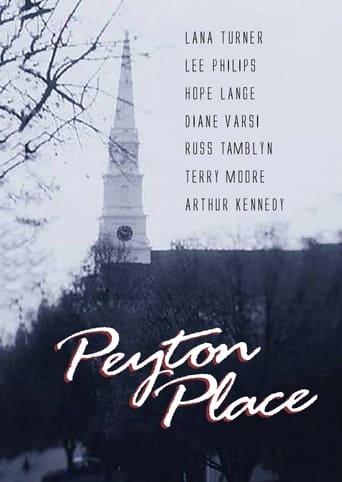 LANA TURNER
LEE PHILIPS
HOPE LANGE
DIANE VARSI
RUSS TAMBLYN
TERRY MOORE
ARTHUR KENNEDY
Peyton
Place